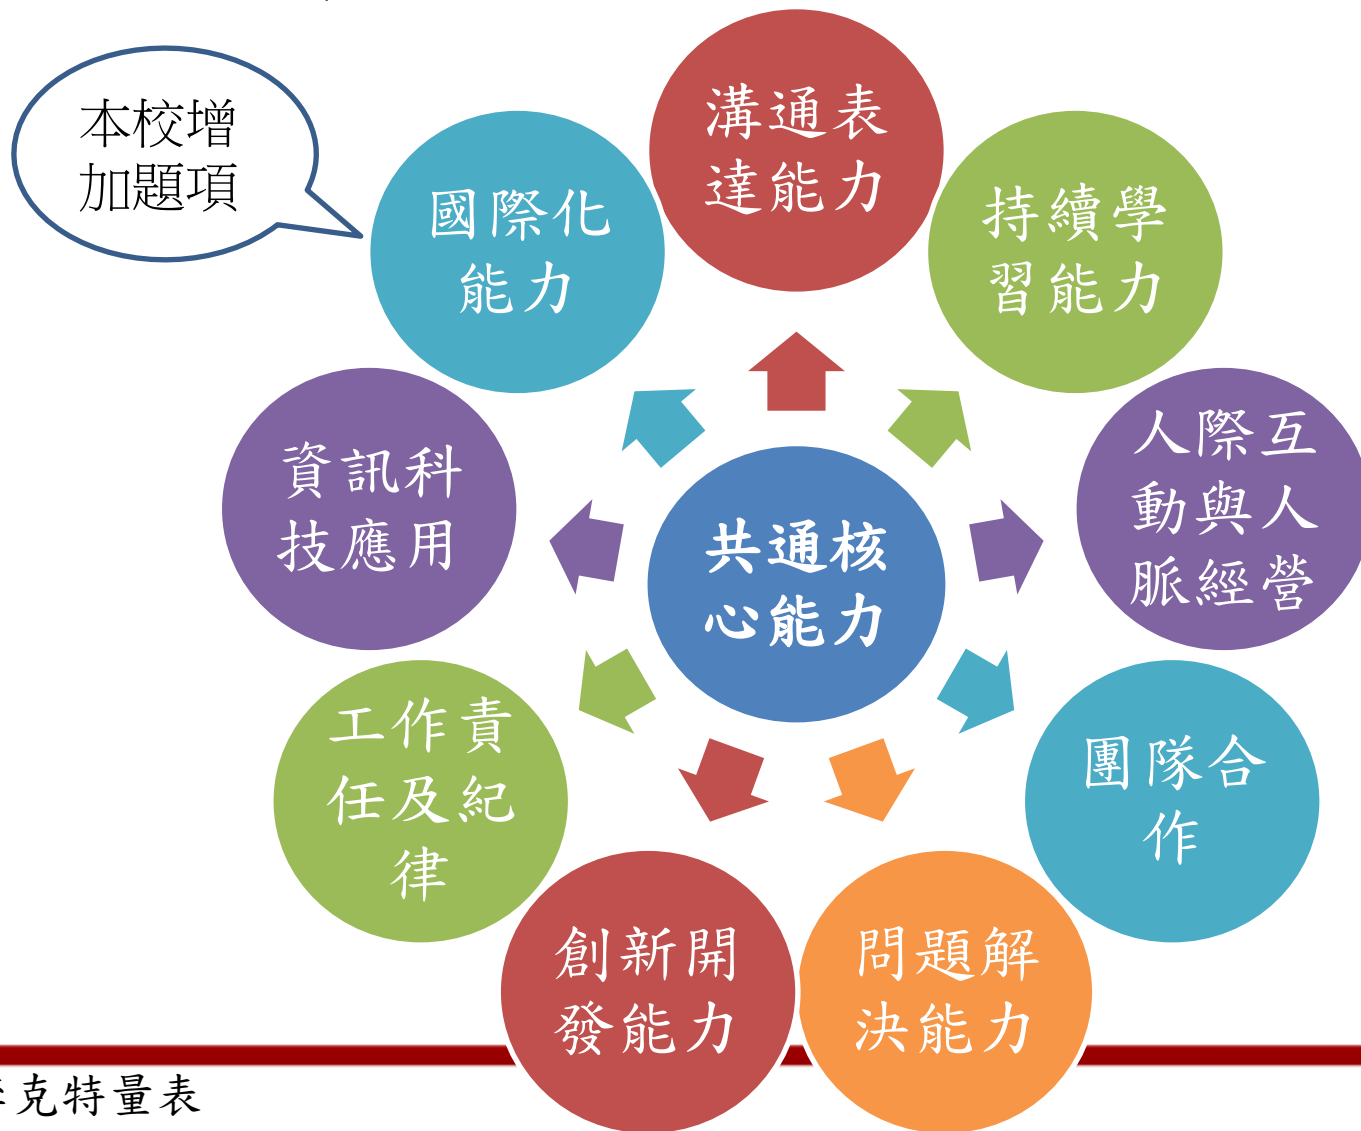 本校增
加題項
溝通表
達能力
持續學
習能力
人際互
動與人
脈經營
團隊合
作
問題解
決能力
創新開
發能力
工作責
任及紀
律
資訊科
技應用
國際化
能力
共通核
心能力
克特量表